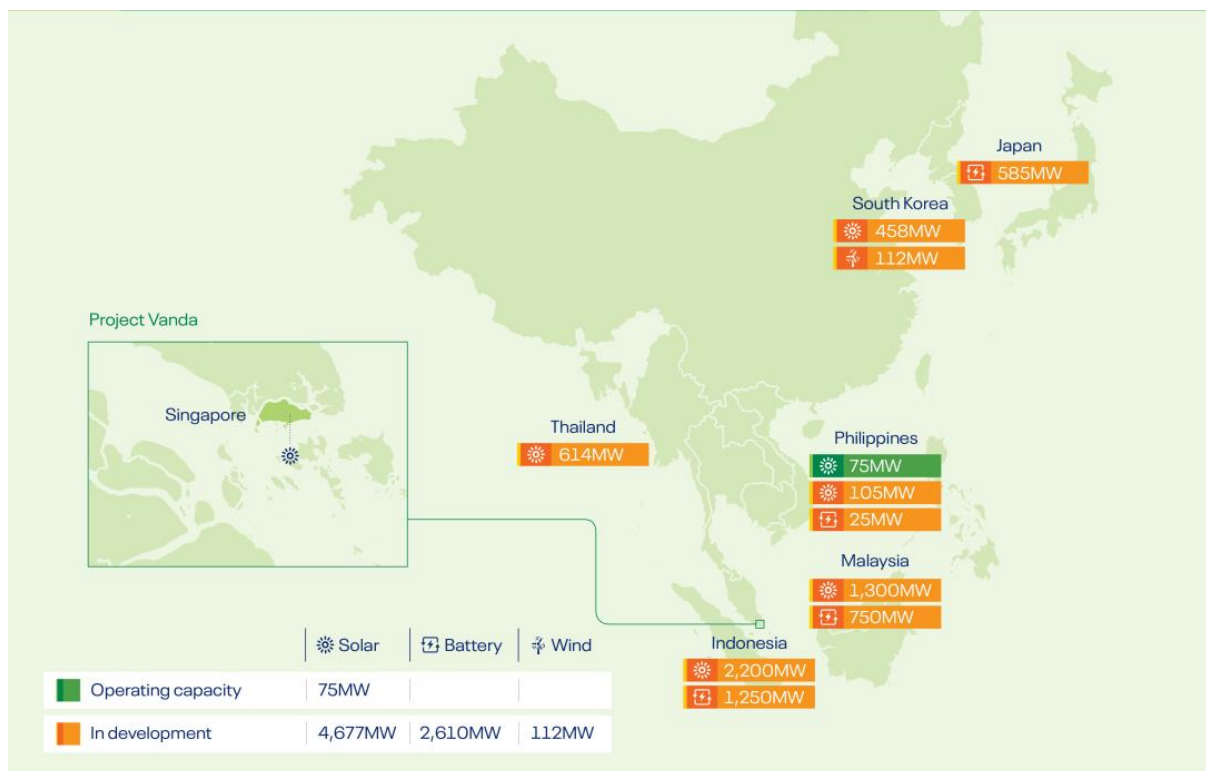 Japan
585MW
South Korea
458MW
112MW
Project Vanda
Singapore
Thailand
614MW
Philippines
75MW
105MW
25MW
Malaysia
1,300MW
750MW
Indonesia
2,200MW
1,250MW
Solar Battery Wind
Operating capacity 75MW
In development 4,677MW 2,610MW 112MW